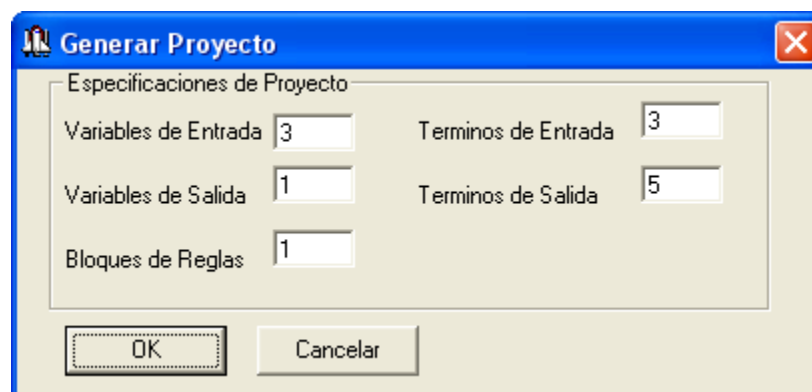 Generar Proyecto
Especificaciones de Proyecto
Variables de Entrada 3 Terminos de Entrada 3
Variables de Salida 1 Terminos de Salida 5
Bloques de Reglas 1
OK Cancelar